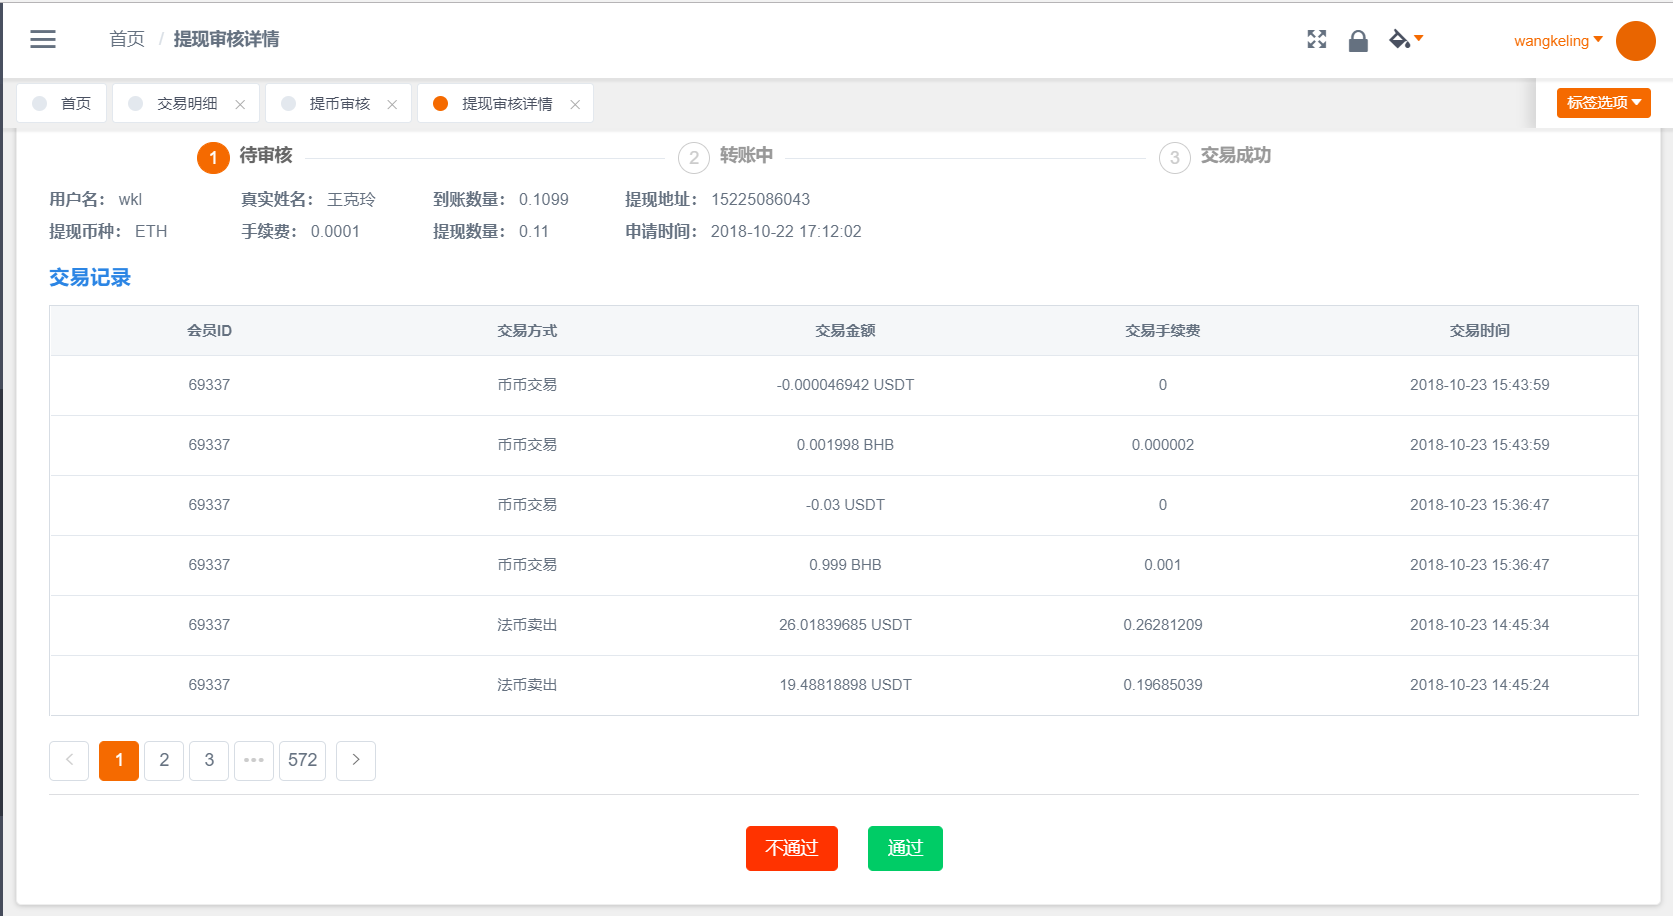 首页 / 提现审核详情
wangkeling
首页
交易明细
提币审核
提现审核详情
标签选项
1 待审核
2 转账中
3 交易成功
用户名： wkl 真实姓名： 王克玲 到账数量： 0.1099 提现地址： 15225086043
提现币种： ETH 手续费： 0.0001 提现数量： 0.11 申请时间： 2018-10-22 17:12:02
交易记录
会员ID 交易方式 交易金额 交易手续费 交易时间
69337 币币交易 -0.000046942 USDT 0 2018-10-23 15:43:59
69337 币币交易 0.001998 BHB 0.000002 2018-10-23 15:43:59
69337 币币交易 -0.03 USDT 0 2018-10-23 15:36:47
69337 币币交易 0.999 BHB 0.001 2018-10-23 15:36:47
69337 法币卖出 26.01839685 USDT 0.26281209 2018-10-23 14:45:34
69337 法币卖出 19.48818898 USDT 0.19685039 2018-10-23 14:45:24
1 2 3 ••• 572
不通过 通过